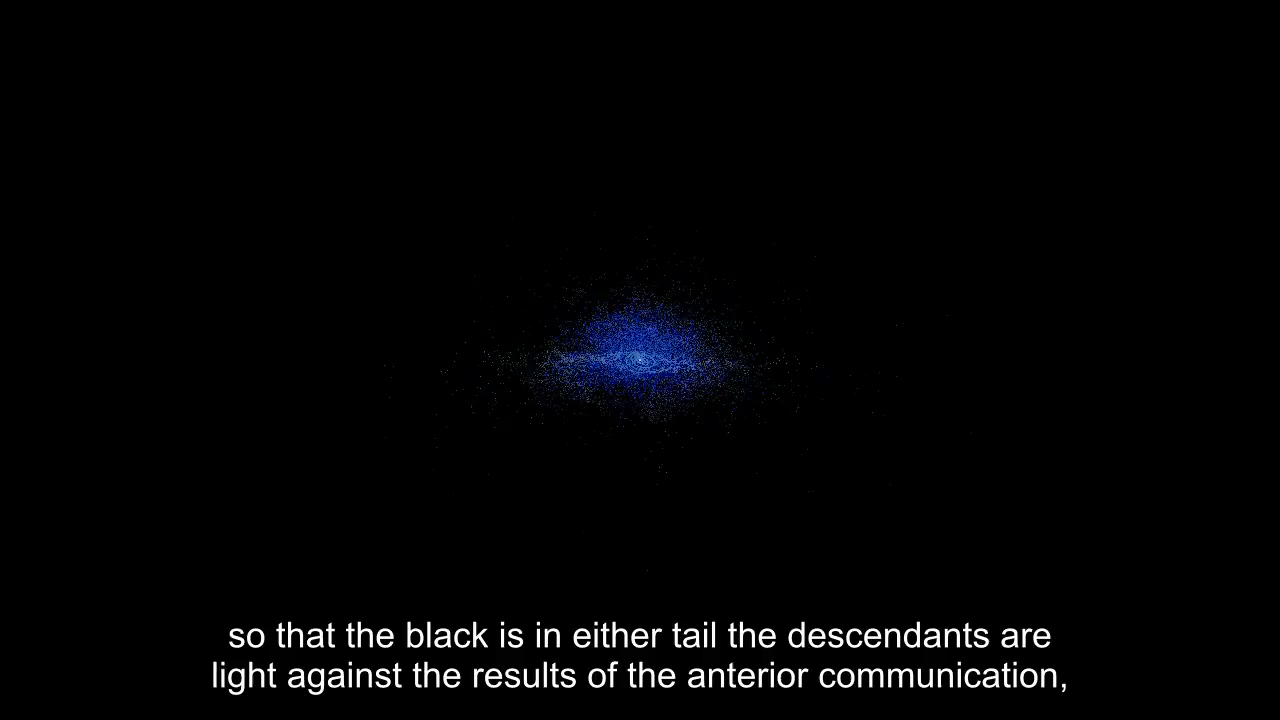 so that the black is in either tail the descendants are
light against the results of the anterior communication,